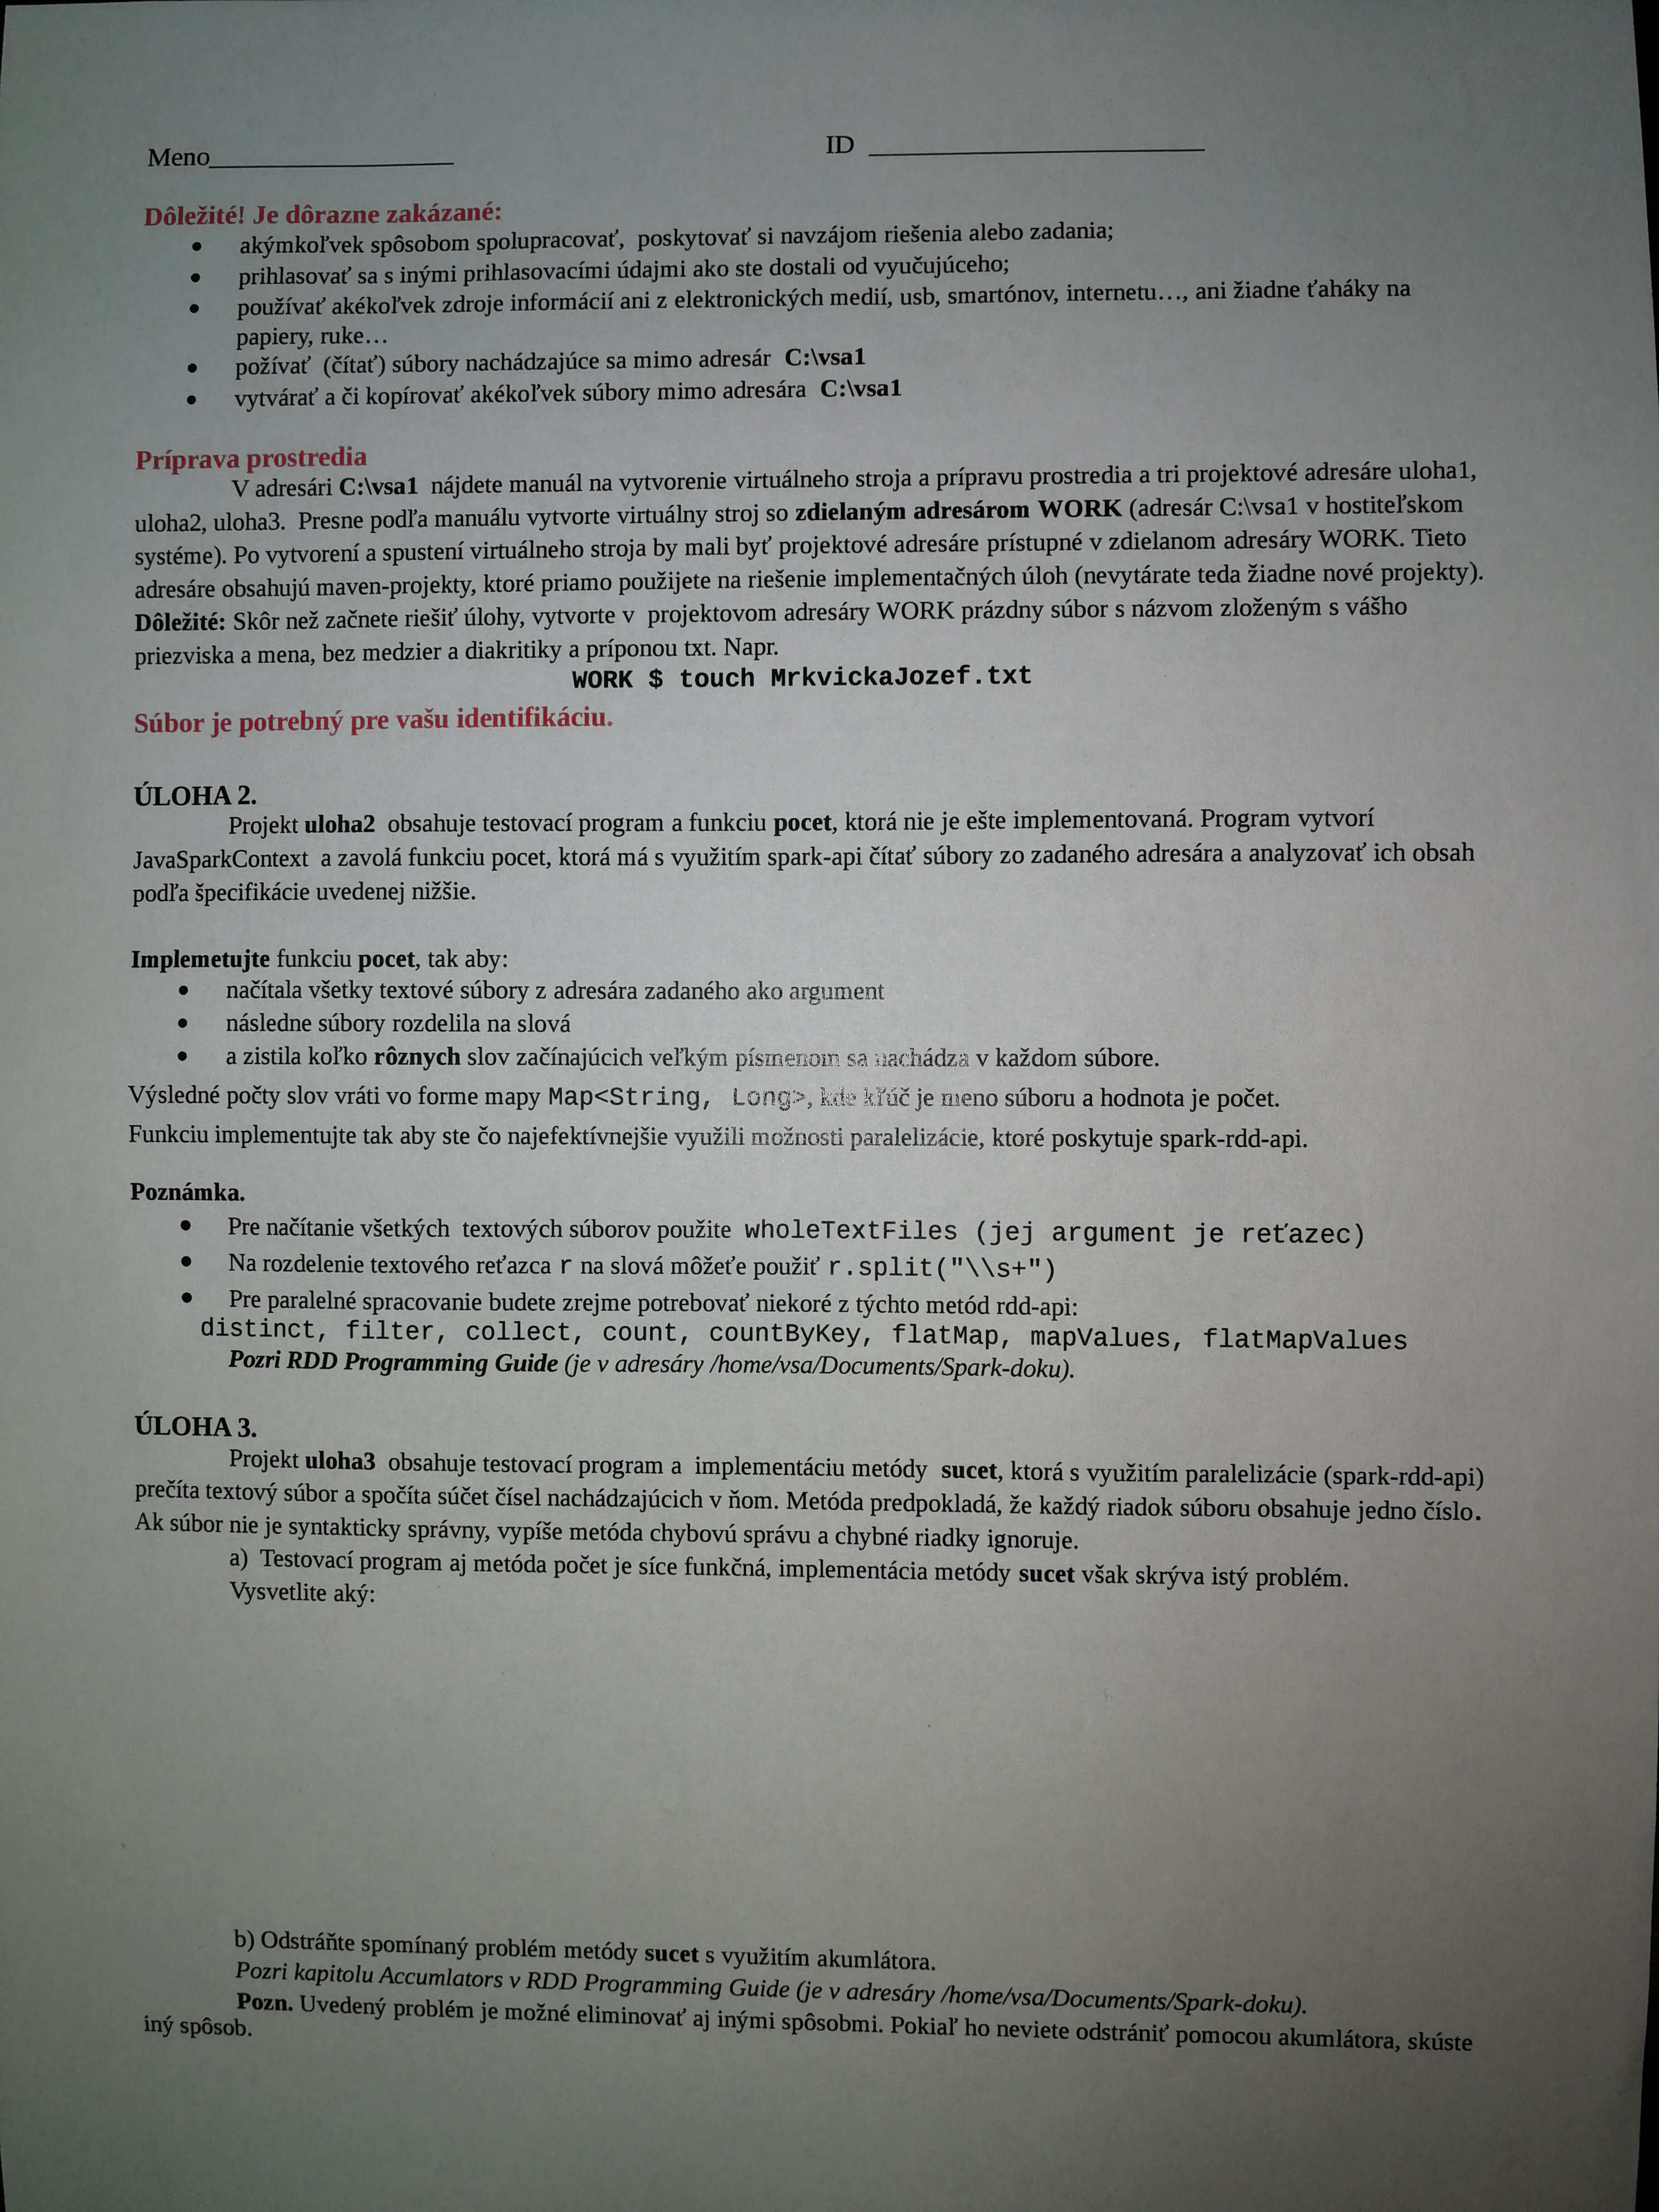 Meno____________________ ID ____________________
Dôležité! Je dôrazne zakázané:
• akýmkoľvek spôsobom spolupracovať, poskytovať si navzájom riešenia alebo zadania;
• prihlasovať sa s inými prihlasovacími údajmi ako ste dostali od vyučujúceho;
• používať akékoľvek zdroje informácií ani z elektronických medií, usb, smartónov, internetu…, ani žiadne ťaháky na
papiery, ruke…
• požívať (čítať) súbory nachádzajúce sa mimo adresár C:\vsa1
• vytvárať a či kopírovať akékoľvek súbory mimo adresára C:\vsa1
Príprava prostredia
V adresári C:\vsa1 nájdete manuál na vytvorenie virtuálneho stroja a prípravu prostredia a tri projektové adresáre uloha1,
uloha2, uloha3. Presne podľa manuálu vytvorte virtuálny stroj so zdielaným adresárom WORK (adresár C:\vsa1 v hostiteľskom
systéme). Po vytvorení a spustení virtuálneho stroja by mali byť projektové adresáre prístupné v zdielanom adresáry WORK. Tieto
adresáre obsahujú maven-projekty, ktoré priamo použijete na riešenie implementačných úloh (nevytárate teda žiadne nové projekty).
Dôležité: Skôr než začnete riešiť úlohy, vytvorte v projektovom adresáry WORK prázdny súbor s názvom zloženým s vášho
priezviska a mena, bez medzier a diakritiky a príponou txt. Napr.
WORK $ touch MrkvickaJozef.txt
Súbor je potrebný pre vašu identifikáciu.
ÚLOHA 2.
Projekt uloha2 obsahuje testovací program a funkciu pocet, ktorá nie je ešte implementovaná. Program vytvorí
JavaSparkContext a zavolá funkciu pocet, ktorá má s využitím spark-api čítať súbory zo zadaného adresára a analyzovať ich obsah
podľa špecifikácie uvedenej nižšie.
Implemetujte funkciu pocet, tak aby:
• načítala všetky textové súbory z adresára zadaného ako argument
• následne súbory rozdelila na slová
• a zistila koľko rôznych slov začínajúcich veľkým písmenom sa nachádza v každom súbore.
Výsledné počty slov vráti vo forme mapy Map<String, Long>, kde kľúč je meno súboru a hodnota je počet.
Funkciu implementujte tak aby ste čo najefektívnejšie využili možnosti paralelizácie, ktoré poskytuje spark-rdd-api.
Poznámka.
• Pre načítanie všetkých textových súborov použite wholeTextFiles (jej argument je reťazec)
• Na rozdelenie textového reťazca r na slová môžeťe použiť r.split("\\s+")
• Pre paralelné spracovanie budete zrejme potrebovať niekoré z týchto metód rdd-api:
distinct, filter, collect, count, countByKey, flatMap, mapValues, flatMapValues
Pozri RDD Programming Guide (je v adresáry /home/vsa/Documents/Spark-doku).
ÚLOHA 3.
Projekt uloha3 obsahuje testovací program a implementáciu metódy sucet, ktorá s využitím paralelizácie (spark-rdd-api)
prečíta textový súbor a spočíta súčet čísel nachádzajúcich v ňom. Metóda predpokladá, že každý riadok súboru obsahuje jedno číslo.
Ak súbor nie je syntakticky správny, vypíše metóda chybovú správu a chybné riadky ignoruje.
a) Testovací program aj metóda počet je síce funkčná, implementácia metódy sucet však skrýva istý problém.
Vysvetlite aký:
b) Odstráňte spomínaný problém metódy sucet s využitím akumlátora.
Pozri kapitolu Accumlators v RDD Programming Guide (je v adresáry /home/vsa/Documents/Spark-doku).
Pozn. Uvedený problém je možné eliminovať aj inými spôsobmi. Pokiaľ ho neviete odstrániť pomocou akumlátora, skúste
iný spôsob.